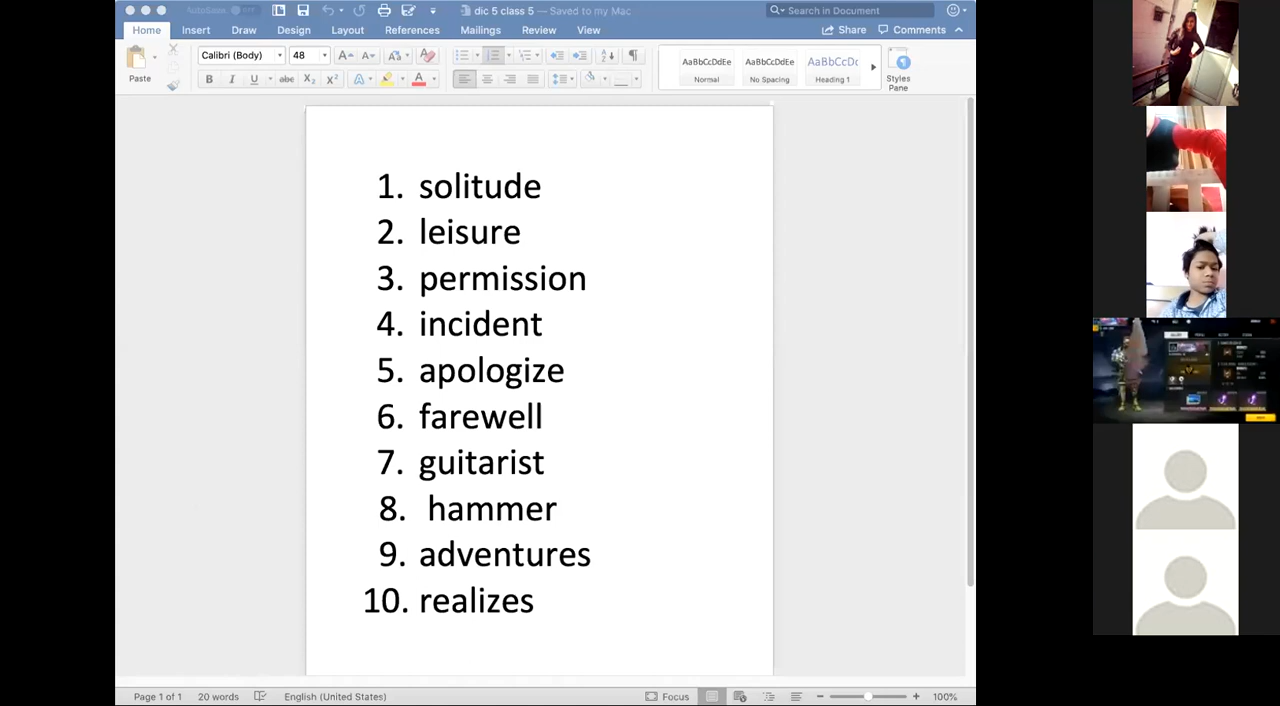 AutoSave
dic 5 class 5 — Saved to my Mac
Search in Document
Home Insert Draw Design Layout References Mailings Review View
Share Comments
Paste
Calibri (Body) 48
AaBbCcDdEe AaBbCcDdEe AaBbCcDc
Normal No Spacing Heading 1
Styles
Pane
1. solitude
2. leisure
3. permission
4. incident
5. apologize
6. farewell
7. guitarist
8. hammer
9. adventures
10. realizes
Page 1 of 1 20 words English (United States) Focus 100%